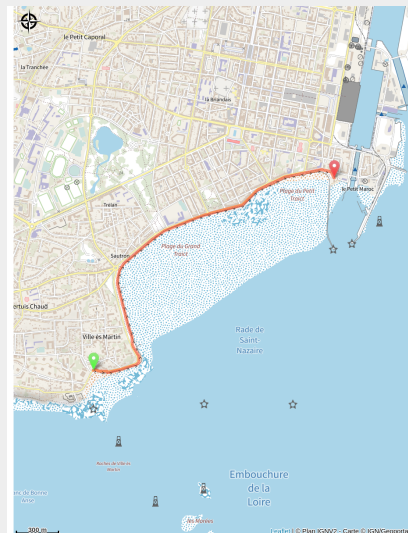 le Petit Caporal
la Tranchée
la Briandais
Plage du Petit
Traict
le Petit Maroc
Trélan
Plage du Grand
Traict
Sautron
ertuis Chaud
Ville ès Martin
Rade de
Saint-
Nazaire
Embouchure
de la
Loire
les Morées
300 m
Leaflet | © Plan IGNV2 - Carte © IGN/Geoportail